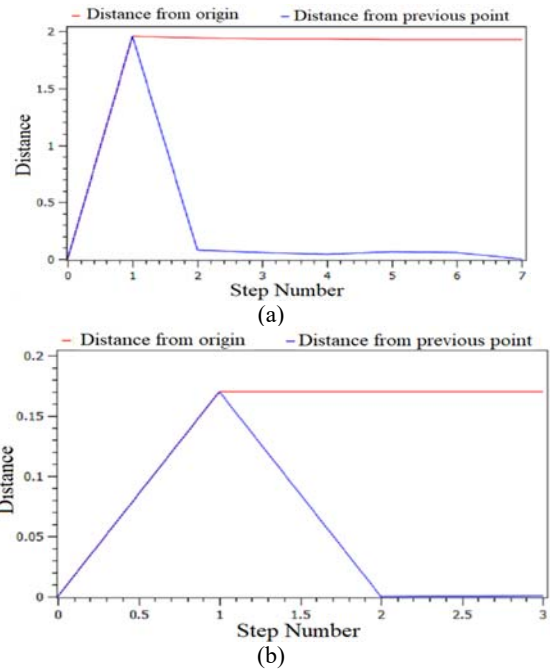 – Distance from origin – Distance from previous point
2
1.5
1
0.5
0
Distance
0 1 2 3 4 5 6 7
Step Number
(a)
– Distance from origin – Distance from previous point
0.2
0.15
0.1
0.05
0
Distance
0 0.5 1 1.5 2 2.5 3
Step Number
(b)